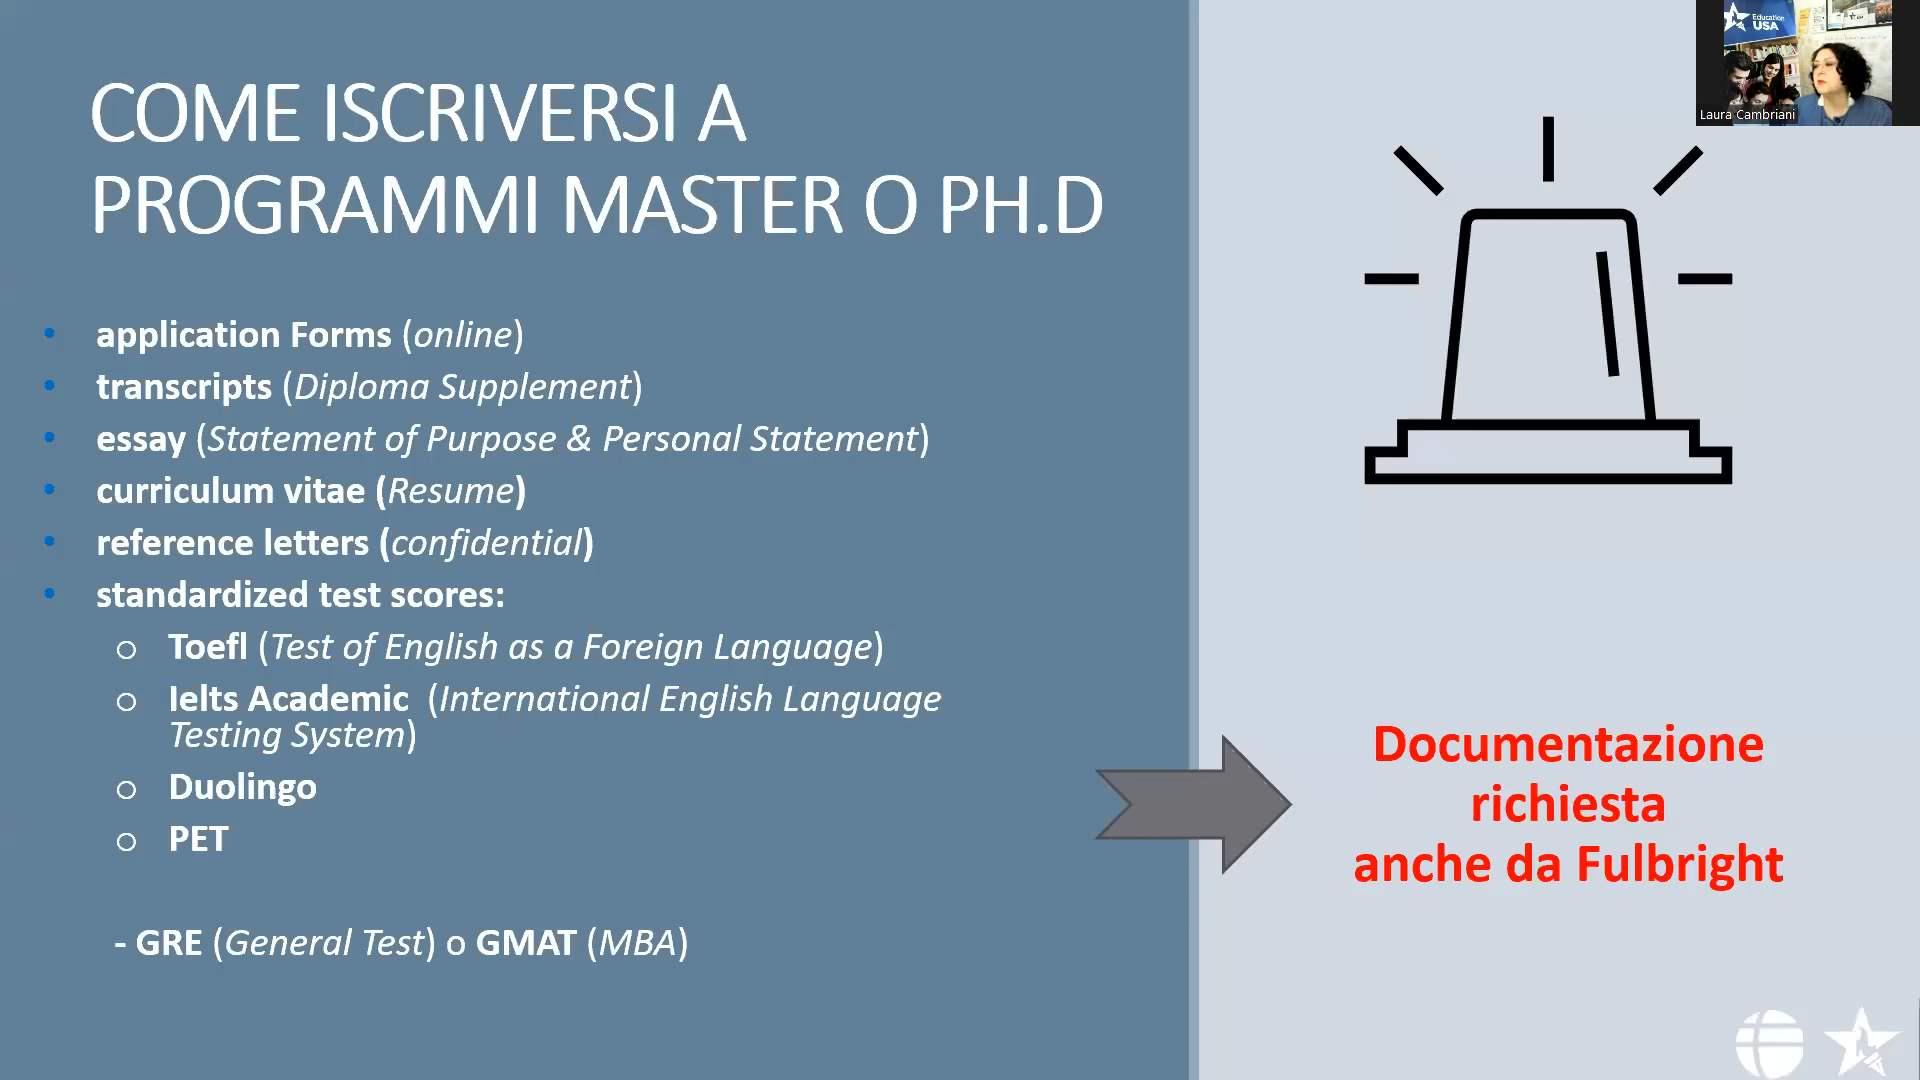 COME ISCRIVERSI A
PROGRAMMI MASTER O PH.D
• application Forms (online)
• transcripts (Diploma Supplement)
• essay (Statement of Purpose & Personal Statement)
• curriculum vitae (Resume)
• reference letters (confidential)
• standardized test scores:
o Toefl (Test of English as a Foreign Language)
o Ielts Academic (International English Language
Testing System)
o Duolingo
o PET
- GRE (General Test) o GMAT (MBA)
Education
USA
Laura Cambriani
Documentazione
richiesta
anche da Fulbright